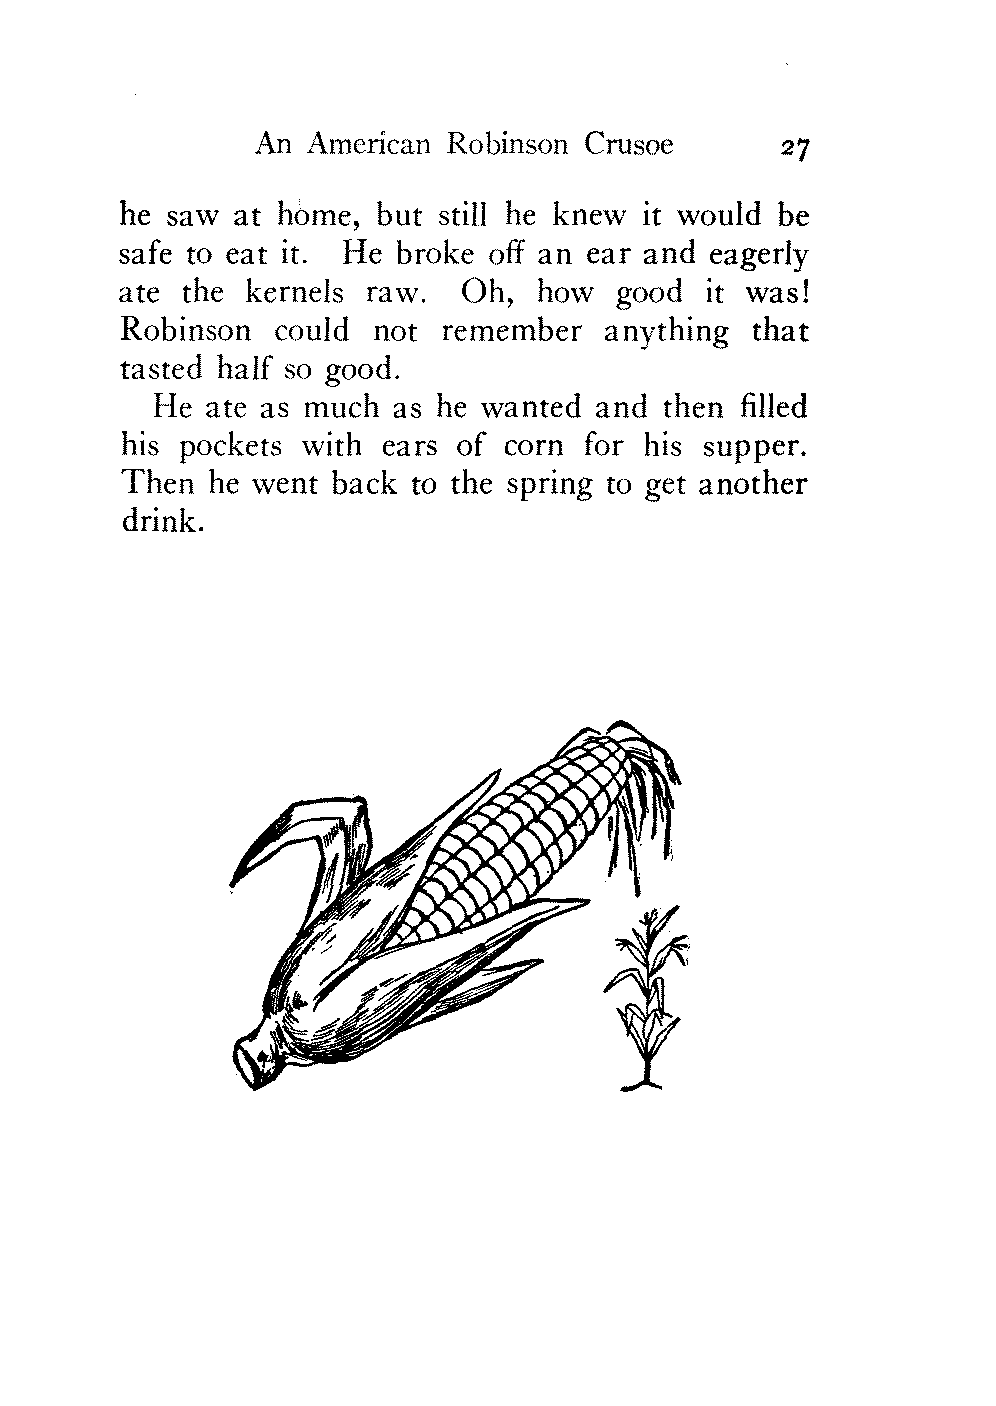 An American Robinson Crusoe 27
he saw at home, but still he knew it would be
safe to eat it. He broke off an ear and eagerly
ate the kernels raw. Oh, how good it was!
Robinson could not remember anything that
tasted half so good.
He ate as much as he wanted and then filled
his pockets with ears of corn for his supper.
Then he went back to the spring to get another
drink.